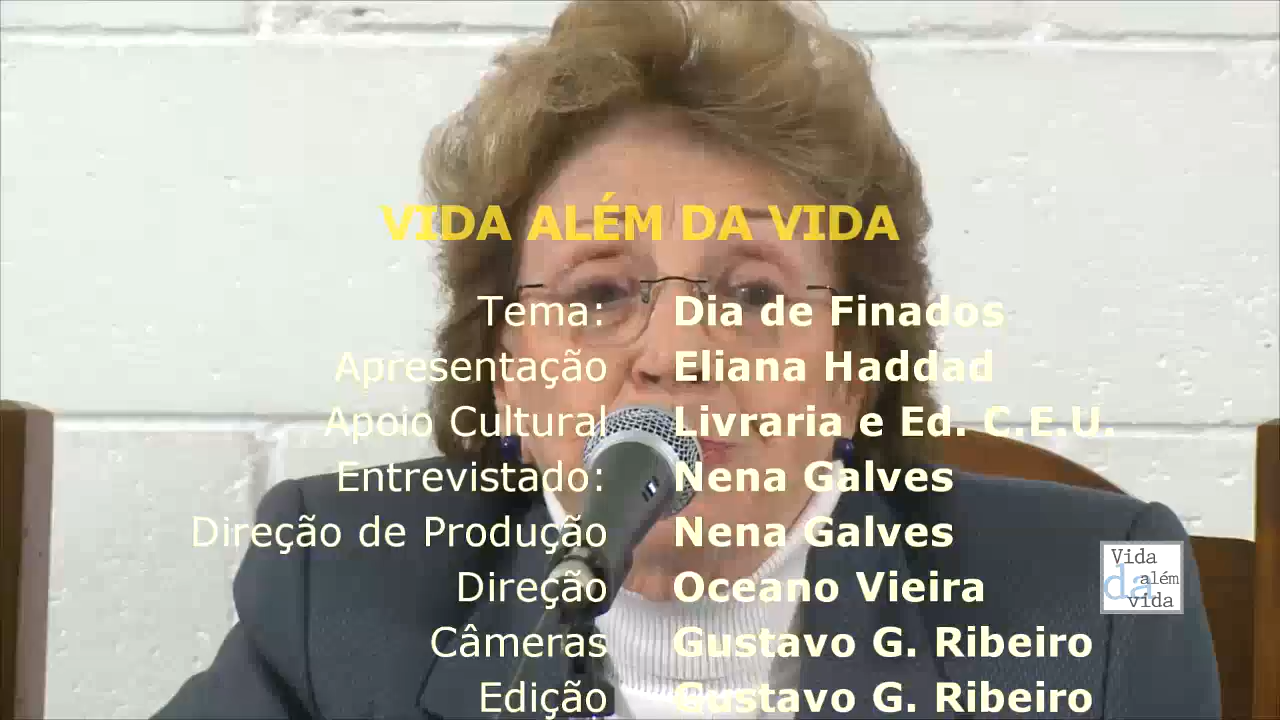 VIDA ALÉM DA VIDA
Tema: Dia de Finados
Apresentação Eliana Haddad
Apoio Cultural Livraria e Ed. C.E.U.
Entrevistado: Nena Galves
Direção de Produção Nena Galves
Direção Oceano Vieira
Câmeras Gustavo G. Ribeiro
Edição Gustavo G. Ribeiro
Vida
da além
vida